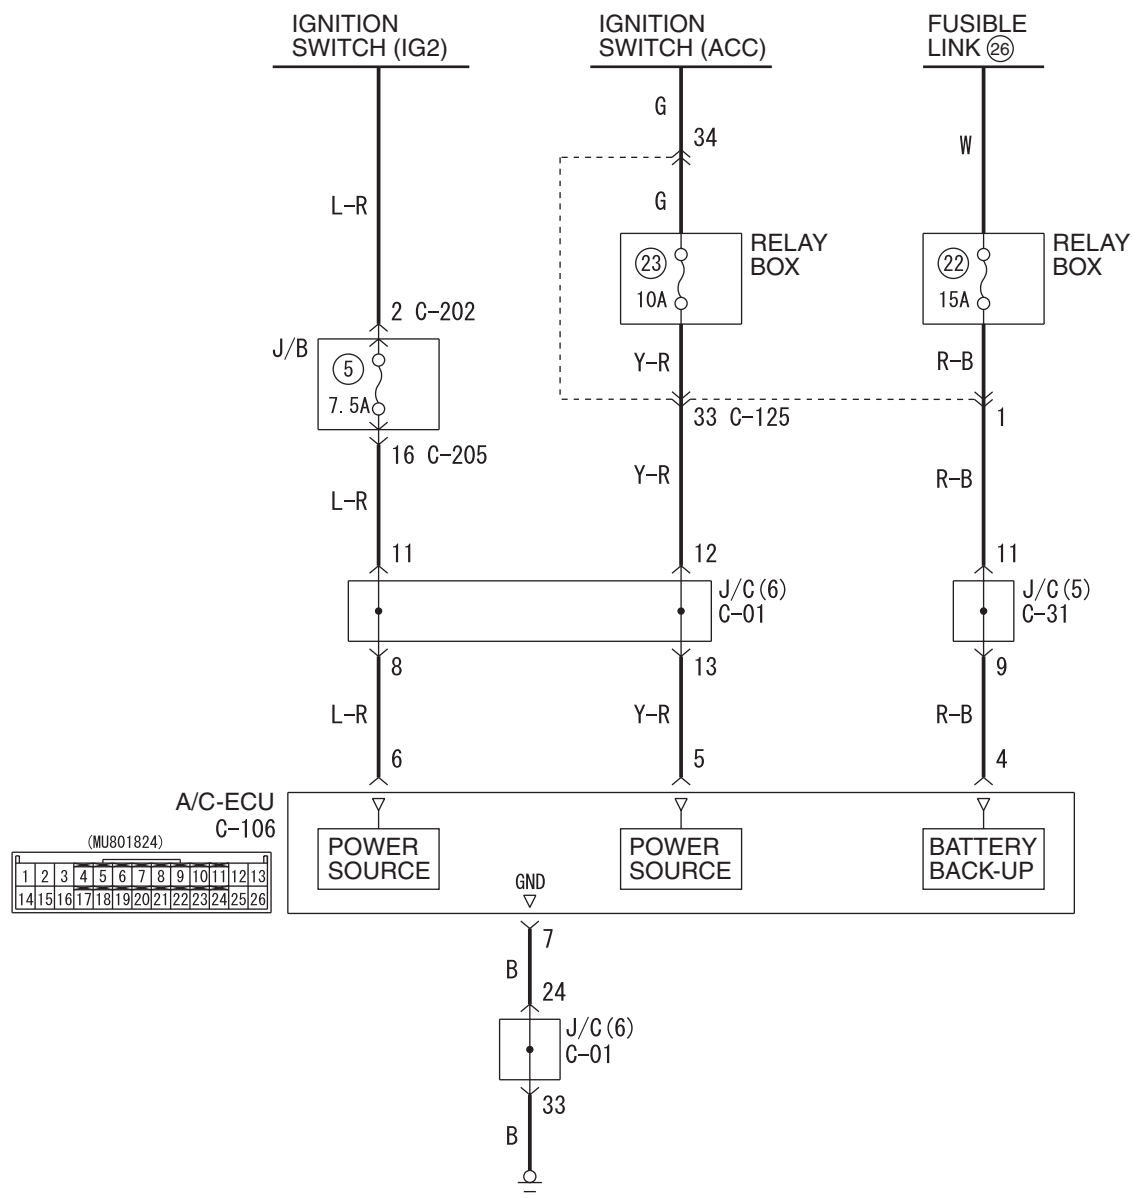 IGNITION
SWITCH (IG2)
IGNITION
SWITCH (ACC)
FUSIBLE
LINK 26
G
34
W
L-R
G
RELAY
BOX
RELAY
BOX
23
10A
22
15A
2 C-202
J/B
5
7.5A
Y-R
R-B
33 C-125
1
16 C-205
L-R
Y-R
R-B
11
12
11
J/C(6)
C-01
J/C(5)
C-31
8
13
9
L-R
Y-R
R-B
6
5
4
A/C-ECU
C-106
(MU801824)
1 2 3 4 5 6 7 8 9 10 11 12 13
14 15 16 17 18 19 20 21 22 23 24 25 26
POWER
SOURCE
POWER
SOURCE
BATTERY
BACK-UP
GND
7
B
24
J/C(6)
C-01
33
B